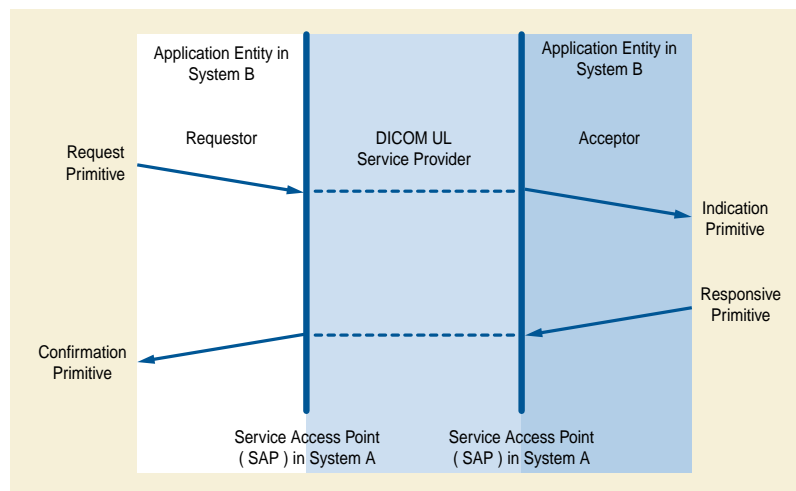 Application Entity in
System B
Application Entity in
System B
Requestor
DICOM UL
Service Provider
Acceptor
Request
Primitive
Indication
Primitive
Responsive
Primitive
Confirmation
Primitive
Service Access Point
( SAP ) in System A
Service Access Point
( SAP ) in System A